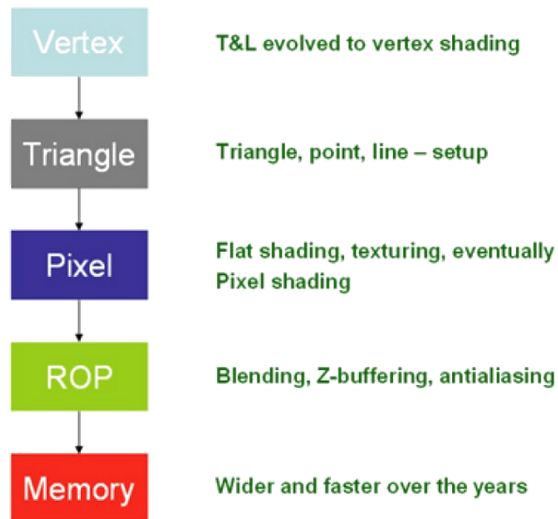 Vertex
T&L evolved to vertex shading
Triangle
Triangle, point, line – setup
Pixel
Flat shading, texturing, eventually
Pixel shading
ROP
Blending, Z-buffering, antialiasing
Memory
Wider and faster over the years